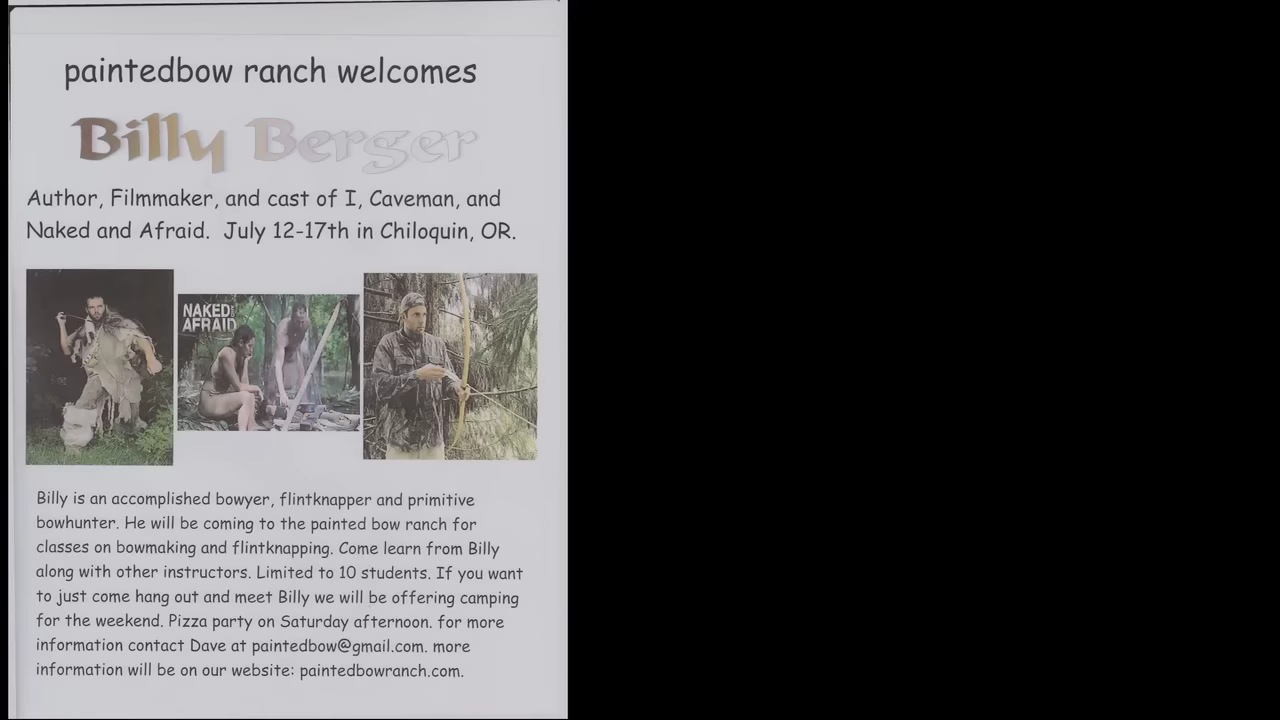 paintedbow ranch welcomes
Billy Berger
Author, Filmmaker, and cast of I, Caveman, and
Naked and Afraid. July 12-17th in Chiloquin, OR.
NAKED AND
AFRAID
Billy is an accomplished bowyer, flintknapper and primitive
bowhunter. He will be coming to the painted bow ranch for
classes on bowmaking and flintknapping. Come learn from Billy
along with other instructors. Limited to 10 students. If you want
to just come hang out and meet Billy we will be offering camping
for the weekend. Pizza party on Saturday afternoon. for more
information contact Dave at paintedbow@gmail.com. more
information will be on our website: paintedbowranch.com.